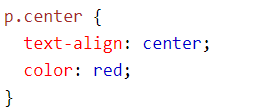 p.center {
  text-align: center;
  color: red;
}